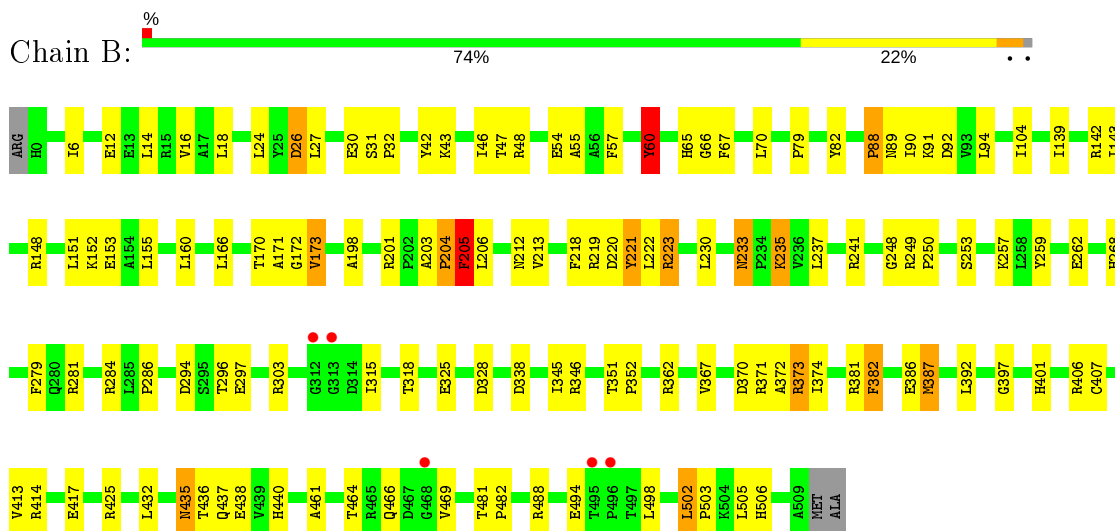 %
Chain B:
74% 22% • •
ARG H0 I6 E12 E13 L14 R15 V16 A17 L18 L24 Y25 D26 L27 E30 S31 P32 Y42 K43 I46 T47 R48 E54 A55 A56 F57 Y60 H65 G66 F67 L70 P79 Y82 P88 N89 I90 K91 D92 V93 L94 I104 I139 R142
R148 L151 K152 E153 A154 L155 L160 L166 T170 A171 G172 V173 A198 R201 P202 A203 P204 F205 L206 N212 V213 F218 R219 D220 Y221 L222 R223 L230 N233 P234 K235 V236 L237 R241 G248 R249 P250 S253 K257 L258 Y259 E262
F279 Q280 R281 R284 L285 P286 D294 S295 T296 E297 R303 G312 G313 D314 I315 T318 E325 D328 D338 I345 R346 T351 P352 R362 V367 D370 R371 A372 R373 I374 R381 F382 E386 M387 L392 G397 H401 R406 C407
V413 R414 E417 R425 L432 N435 T436 Q437 E438 V439 H440 A461 T464 R465 Q466 D467 G468 V469 T481 P482 R488 E494 T495 P496 T497 L498 L502 P503 K504 L505 H506 A509 MET ALA